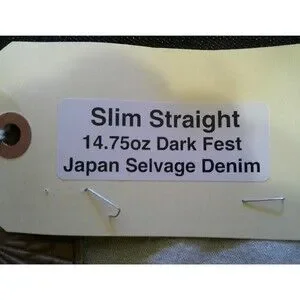 Slim Straight
14.75oz Dark Fest
Japan Selvage Denim